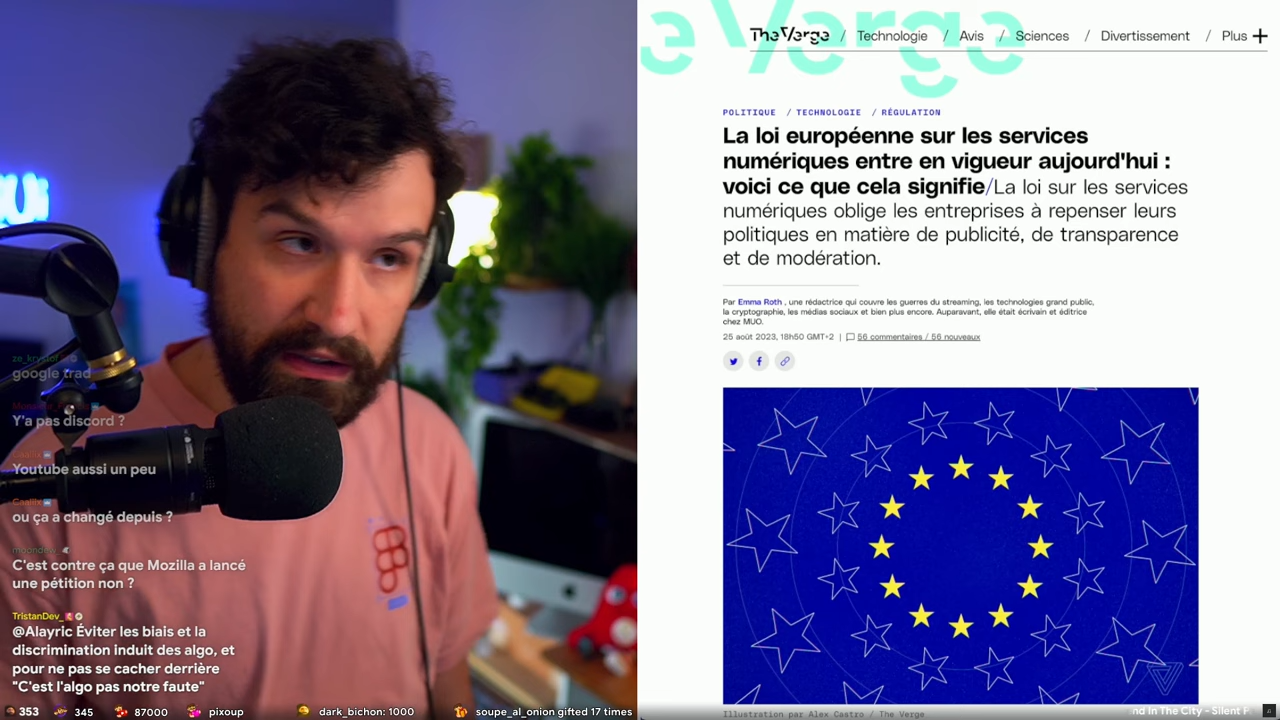 TheVerge / Technologie / Avis / Sciences / Divertissement / Plus
e Verge
POLITIQUE / TECHNOLOGIE / RÉGULATION
La loi européenne sur les services
numériques entre en vigueur aujourd'hui :
voici ce que cela signifie/La loi sur les services
numériques oblige les entreprises à repenser leurs
politiques en matière de publicité, de transparence
et de modération.
Par Emma Roth , une rédactrice qui couvre les guerres du streaming, les technologies grand public,
la cryptographie, les médias sociaux et bien plus encore. Auparavant, elle était écrivain et éditrice
chez MUO.
25 août 2023, 18h50 GMT+2 | 56 commentaires / 56 nouveaux
Illustration par Alex Castro / The Verge
google trad
Y'a pas discord ?
Youtube aussi un peu
ou ça a changé depuis ?
C'est contre ça que Mozilla a lancé
une pétition non ?
TristanDev_
@Alayric Éviter les biais et la
discrimination induit des algo, et
pour ne pas se cacher derrière
"C'est l'algo pas notre faute"
353 345 87000 pixoup dark_bichon: 1000 soupe_al_onion gifted 17 times
nd In The City - Silent